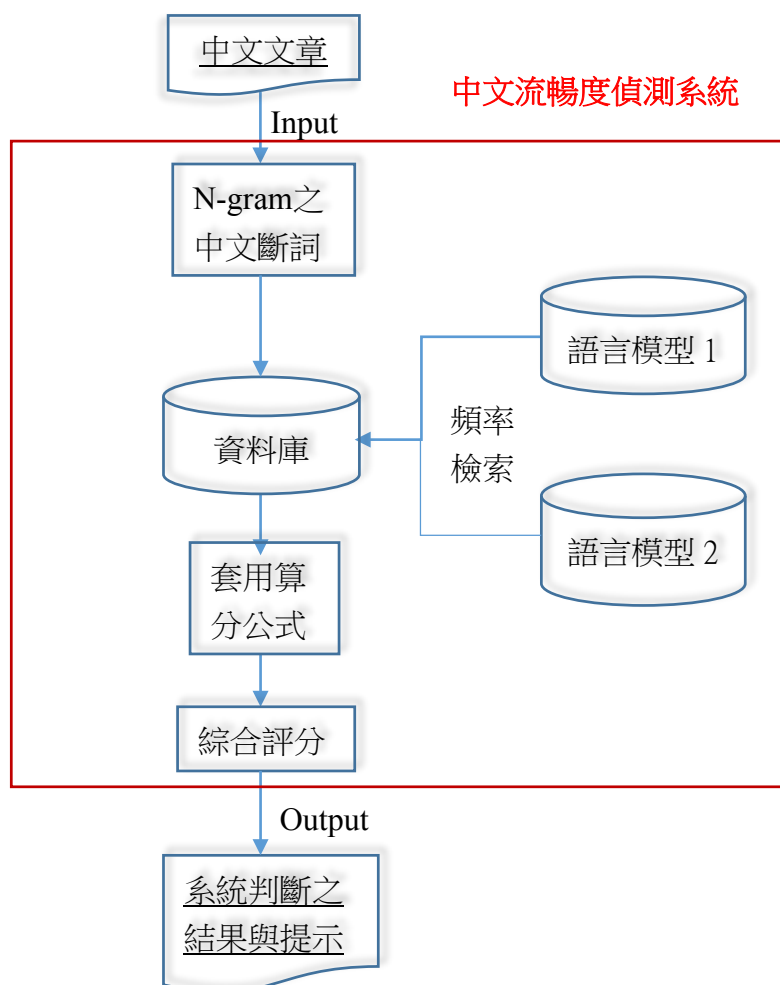 中文文章
中文流暢度偵測系統
Input
N-gram之
中文斷詞
語言模型 1
頻率
檢索
資料庫
語言模型 2
套用算
分公式
綜合評分
Output
系統判斷之
結果與提示